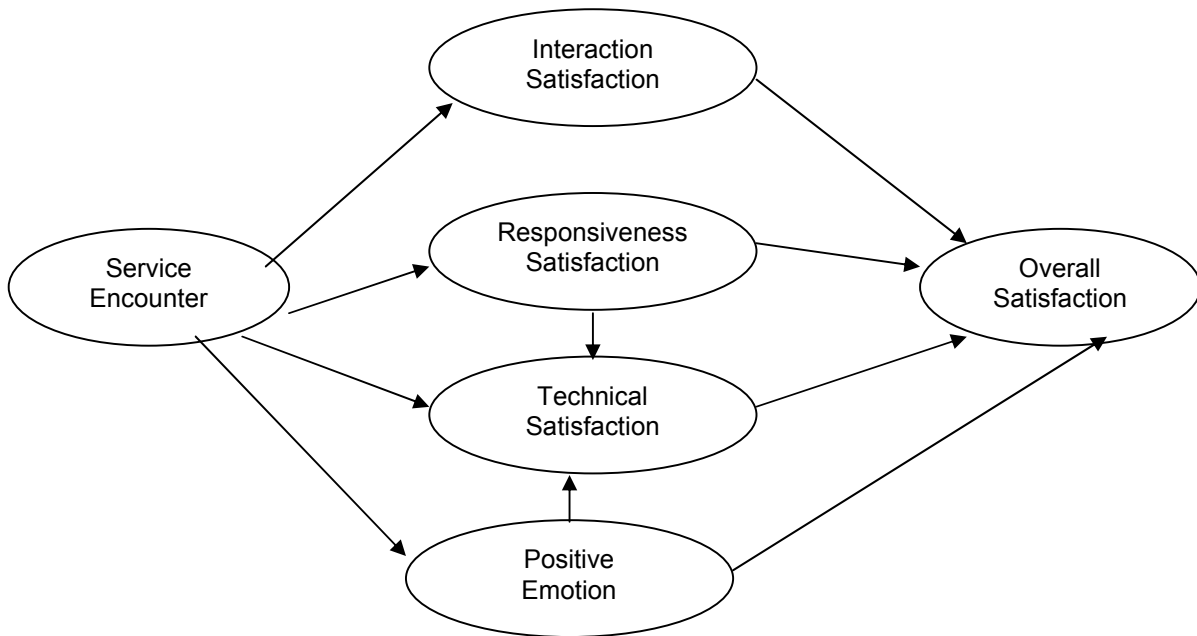 Interaction
Satisfaction
Responsiveness
Satisfaction
Service
Encounter
Overall
Satisfaction
Technical
Satisfaction
Positive
Emotion